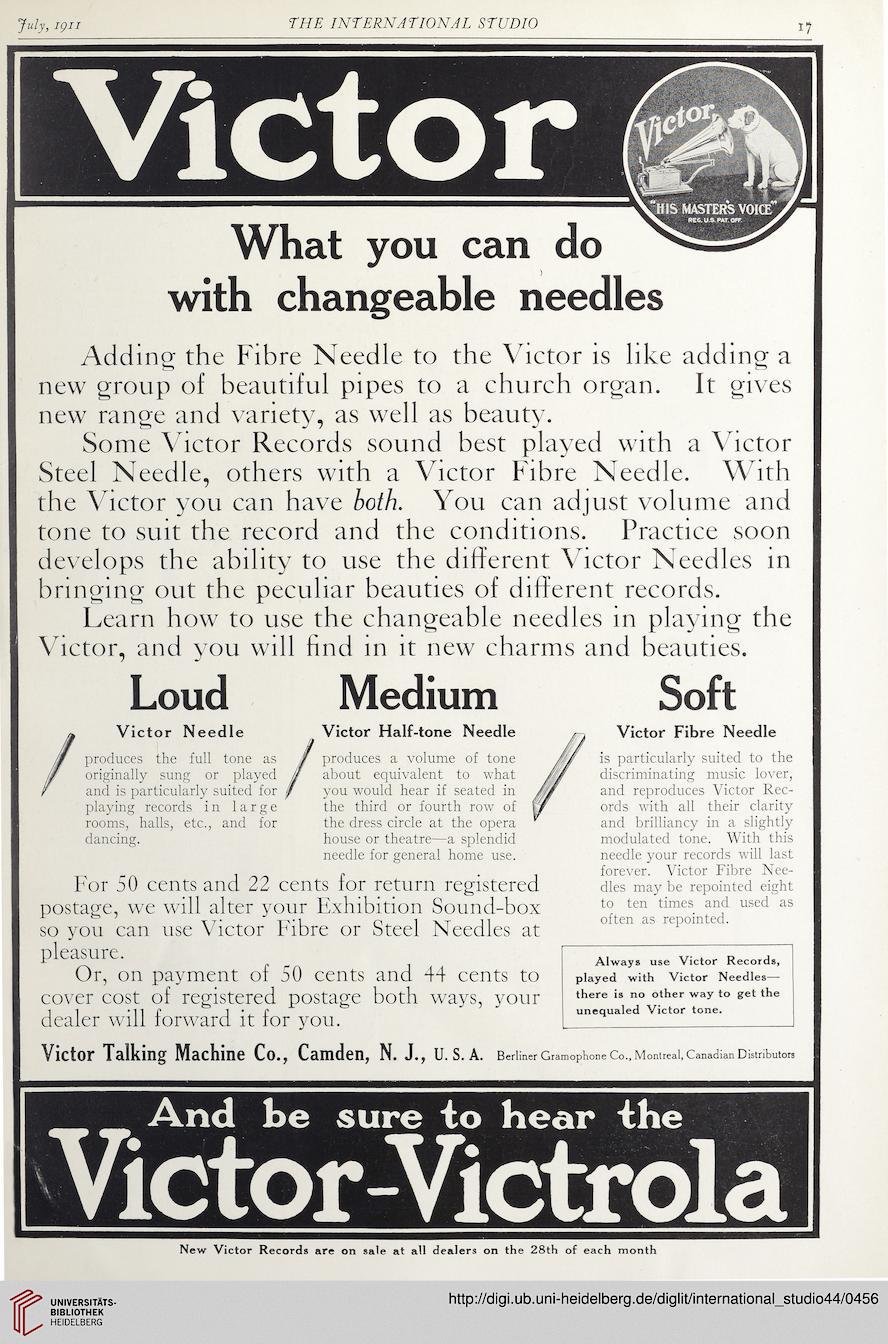 July, 1911
THE INTERNATIONAL STUDIO
17
Victor
Victor
"HIS MASTER'S VOICE"
REG. U.S. PAT. OFF.
What you can do
with changeable needles
Adding the Fibre Needle to the Victor is like adding a
new group of beautiful pipes to a church organ. It gives
new range and variety, as well as beauty.
Some Victor Records sound best played with a Victor
Steel Needle, others with a Victor Fibre Needle. With
the Victor you can have both. You can adjust volume and
tone to suit the record and the conditions. Practice soon
develops the ability to use the different Victor Needles in
bringing out the peculiar beauties of different records.
Learn how to use the changeable needles in playing the
Victor, and you will find in it new charms and beauties.
Loud
Victor Needle
produces the full tone as
originally sung or played
and is particularly suited for
playing records in large
rooms, halls, etc., and for
dancing.
Medium
Victor Half-tone Needle
produces a volume of tone
about equivalent to what
you would hear if seated in
the third or fourth row of
the dress circle at the opera
house or theatre—a splendid
needle for general home use.
Soft
Victor Fibre Needle
is particularly suited to the
discriminating music lover,
and reproduces Victor Rec-
ords with all their clarity
and brilliancy in a slightly
modulated tone. With this
needle your records will last
forever. Victor Fibre Nee-
dles may be repointed eight
to ten times and used as
often as repointed.
For 50 cents and 22 cents for return registered
postage, we will alter your Exhibition Sound-box
so you can use Victor Fibre or Steel Needles at
pleasure.
Or, on payment of 50 cents and 44 cents to
cover cost of registered postage both ways, your
dealer will forward it for you.
Always use Victor Records,
played with Victor Needles—
there is no other way to get the
unequaled Victor tone.
Victor Talking Machine Co., Camden, N. J., U. S. A. Berliner Gramophone Co., Montreal, Canadian Distributors
And be sure to hear the
Victor-Victrola
New Victor Records are on sale at all dealers on the 28th of each month
UNIVERSITÄTS-
BIBLIOTHEK
HEIDELBERG
http://digi.ub.uni-heidelberg.de/diglit/international_studio44/0456